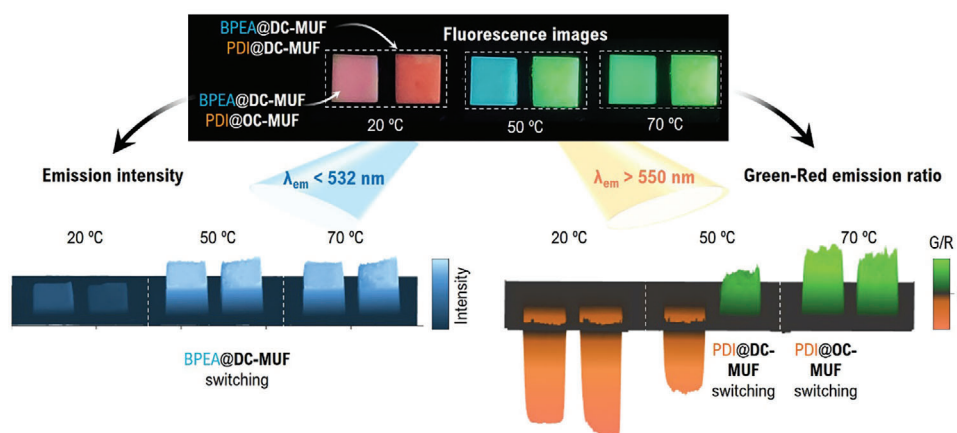 BPEA@DC-MUF
PDI@DC-MUF
Fluorescence images
BPEA@DC-MUF
PDI@OC-MUF
20 ºC
50 ºC
70 ºC
Emission intensity
λem < 532 nm
λem > 550 nm
Green-Red emission ratio
20 ºC
50 ºC
70 ºC
Intensity
BPEA@DC-MUF
switching
20 ºC
50 ºC
70 ºC
G/R
PDI@DC-
MUF
switching
PDI@OC-
MUF
switching